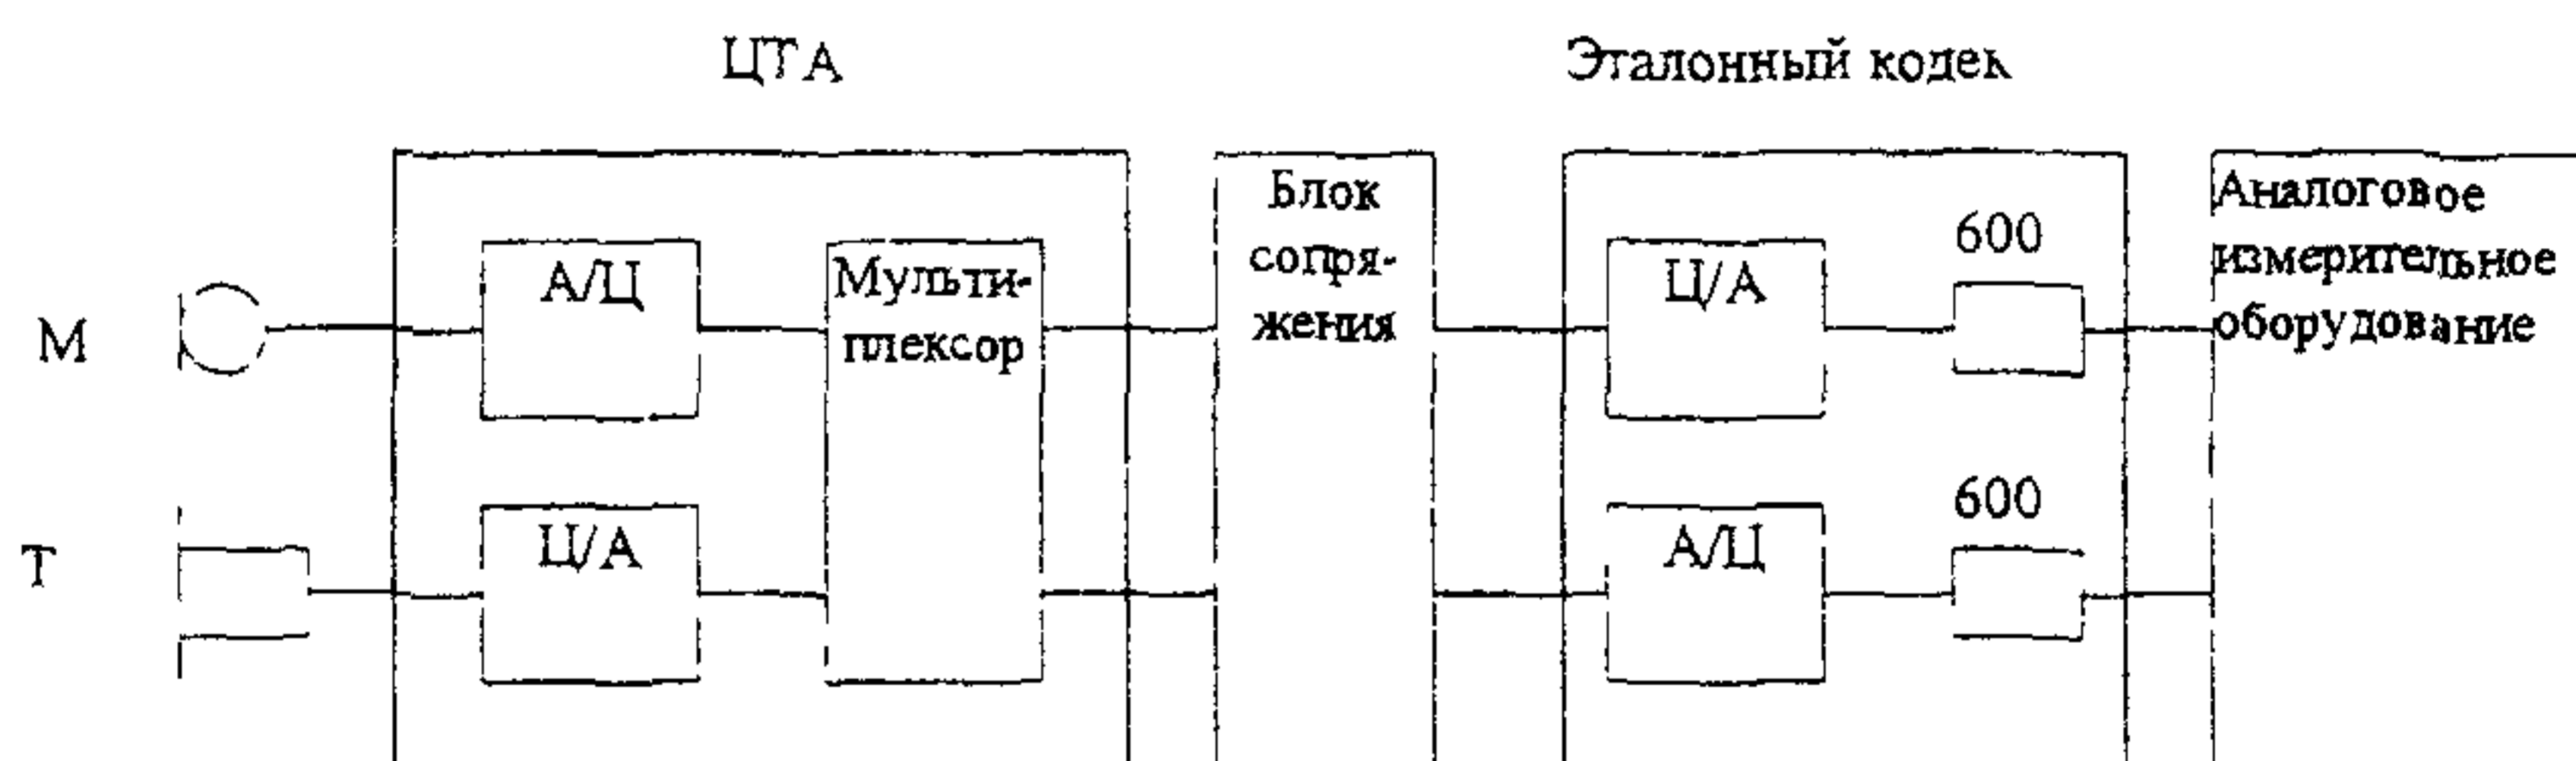 ЦТА
Эталонный кодек
М
А/Ц
Мульти-
плексор
Блок
сопря-
жения
Ц/А
600
Аналоговое
измерительное
оборудование
Т
Ц/А
А/Ц
600